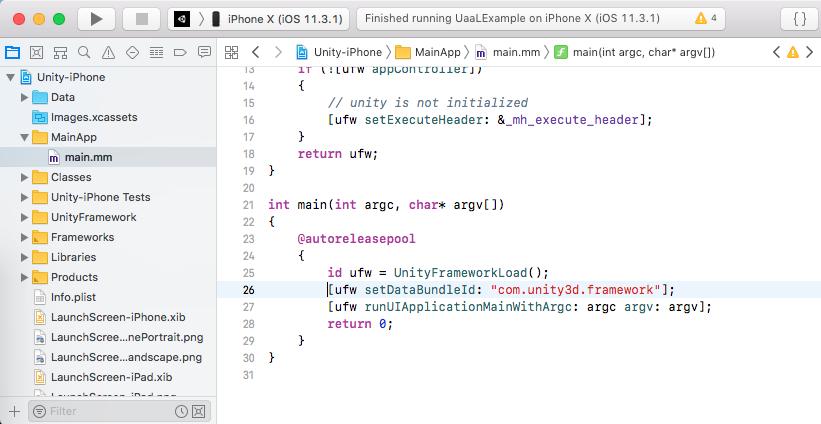 iPhone X (iOS 11.3.1)
Finished running UaaLExample on iPhone X (iOS 11.3.1)
4
{ }
Unity-iPhone
MainApp
main.mm
main(int argc, char* argv[])
Unity-iPhone
Data
Images.xcassets
MainApp
main.mm
Classes
Unity-iPhone Tests
UnityFramework
Frameworks
Libraries
Products
Info.plist
LaunchScreen-iPhone.xib
LaunchScree...nePortrait.png
LaunchScree...andscape.png
LaunchScreen-iPad.xib
LaunchScreen-iPad.png
Filter
13 if (![ufw appController])
14 {
15 // unity is not initialized
16 [ufw setExecuteHeader: &_mh_execute_header];
17 }
18 return ufw;
19 }
20
21 int main(int argc, char* argv[])
22 {
23 @autoreleasepool
24 {
25 id ufw = UnityFrameworkLoad();
26 [ufw setDataBundleId: "com.unity3d.framework"];
27 [ufw runUIApplicationMainWithArgc: argc argv: argv];
28 return 0;
29 }
30 }
31